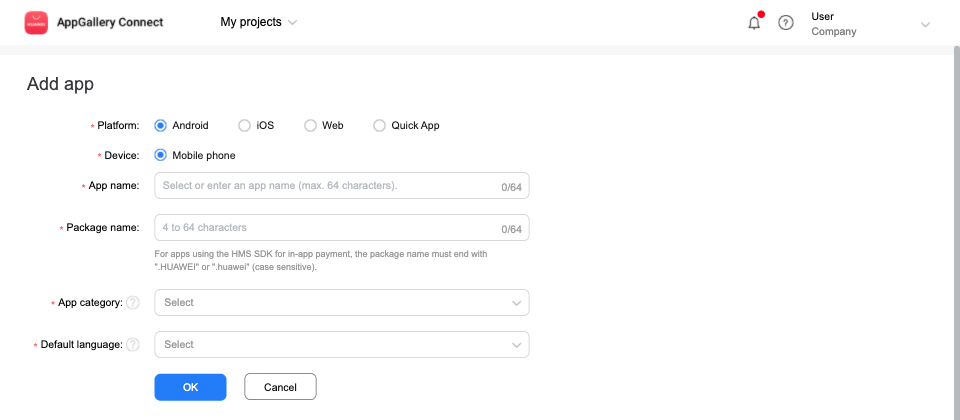 HUAWEI
AppGallery Connect
My projects
User
Company
Add app
* Platform: Android iOS Web Quick App
* Device: Mobile phone
* App name: Select or enter an app name (max. 64 characters). 0/64
* Package name: 4 to 64 characters 0/64
For apps using the HMS SDK for in-app payment, the package name must end with
".HUAWEI" or ".huawei" (case sensitive).
* App category: ? Select
* Default language: ? Select
OK Cancel